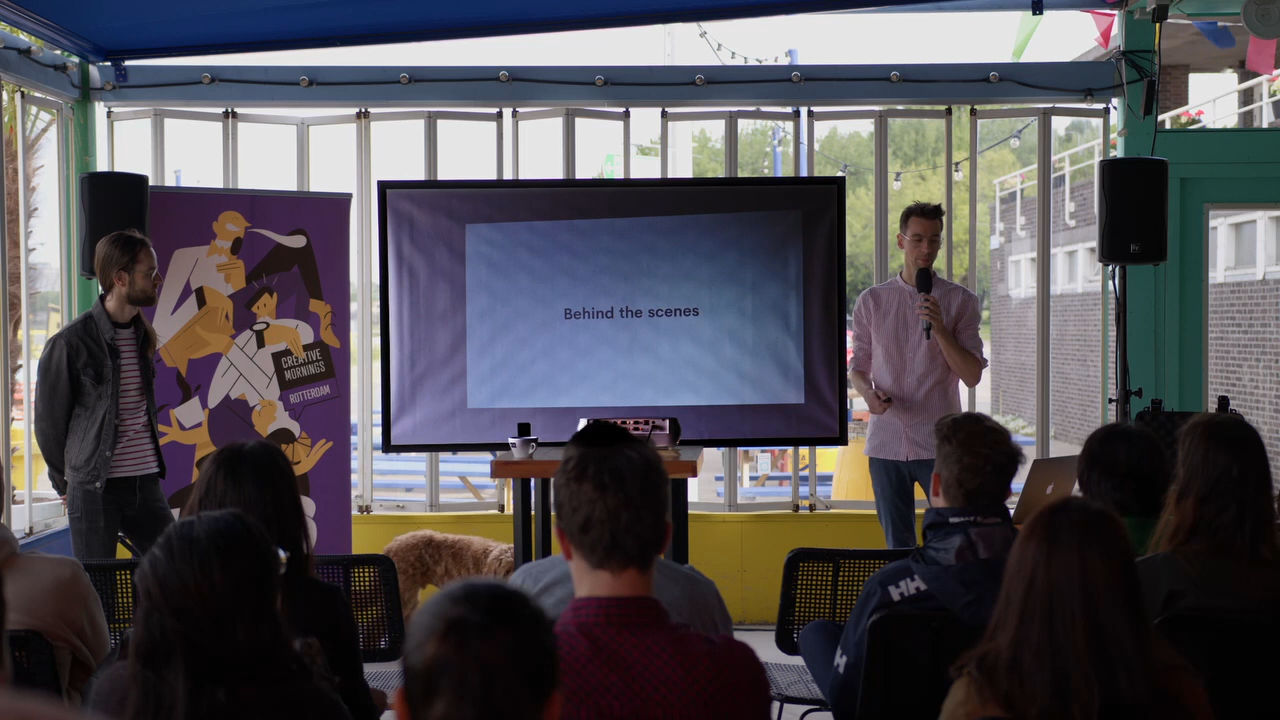 Behind the scenes
CREATIVE
MORNINGS
ROTTERDAM
HH